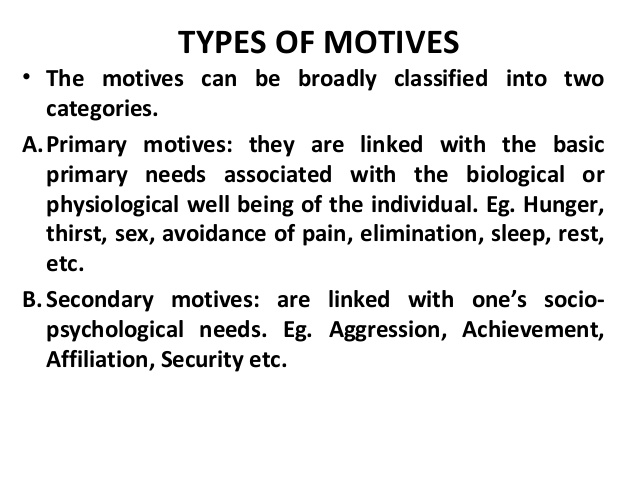 TYPES OF MOTIVES
• The motives can be broadly classified into two
categories.
A. Primary motives: they are linked with the basic
primary needs associated with the biological or
physiological well being of the individual. Eg. Hunger,
thirst, sex, avoidance of pain, elimination, sleep, rest,
etc.
B. Secondary motives: are linked with one’s socio-
psychological needs. Eg. Aggression, Achievement,
Affiliation, Security etc.